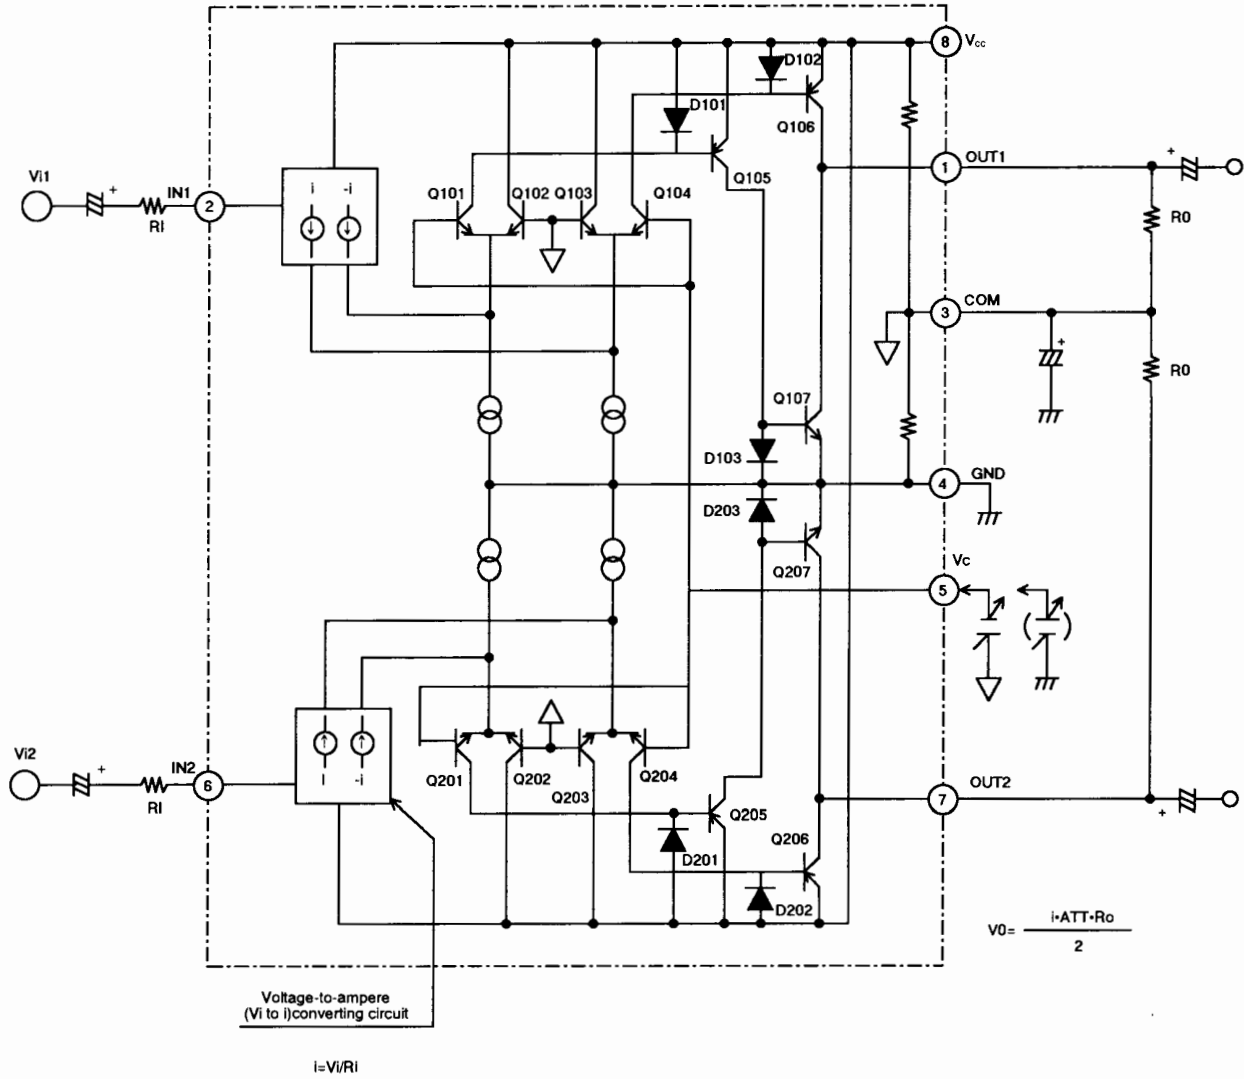 8 Vcc
D102
D101
Q106
Vi1
+
IN1
2
RI
i -i
Q101
Q102
Q103
Q104
Q105
1
OUT1
+
R0
3
COM
+
R0
Q107
D103
D203
4
GND
Q207
Vc
5
( )
Vi2
+
IN2
6
RI
I -i
Q201
Q202
Q203
Q204
Q205
Q206
7
OUT2
+
D201
D202
V0= i•ATT•Ro
2
Voltage-to-ampere
(Vi to i)converting circuit
i=Vi/RI